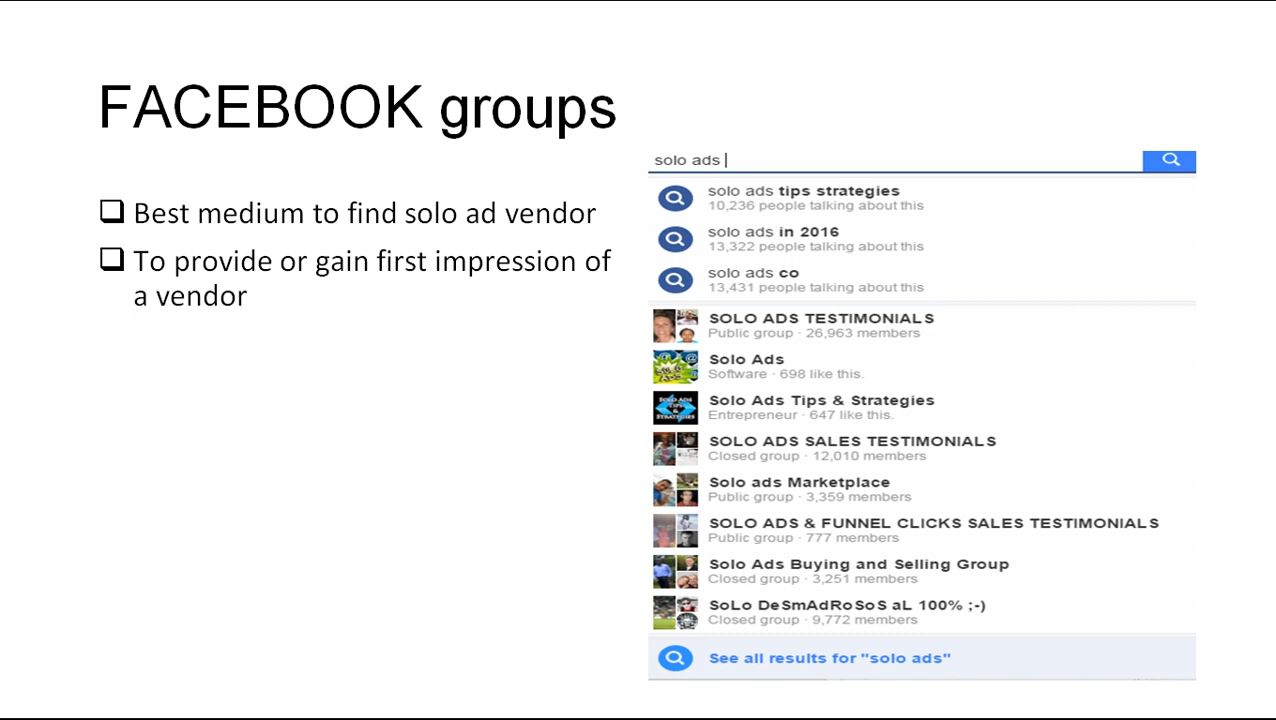 FACEBOOK groups
Best medium to find solo ad vendor
To provide or gain first impression of
a vendor
solo ads
solo ads tips strategies
10,236 people talking about this
solo ads in 2016
13,322 people talking about this
solo ads co
13,431 people talking about this
SOLO ADS TESTIMONIALS
Public group · 26,963 members
Solo Ads
Software · 698 like this.
Solo Ads Tips & Strategies
Entrepreneur · 647 like this.
SOLO ADS SALES TESTIMONIALS
Closed group · 12,010 members
Solo ads Marketplace
Public group · 3,359 members
SOLO ADS & FUNNEL CLICKS SALES TESTIMONIALS
Public group · 777 members
Solo Ads Buying and Selling Group
Closed group · 3,251 members
SoLo DeSmAdRoSoS aL 100% ;-)
Closed group · 9,772 members
See all results for "solo ads"